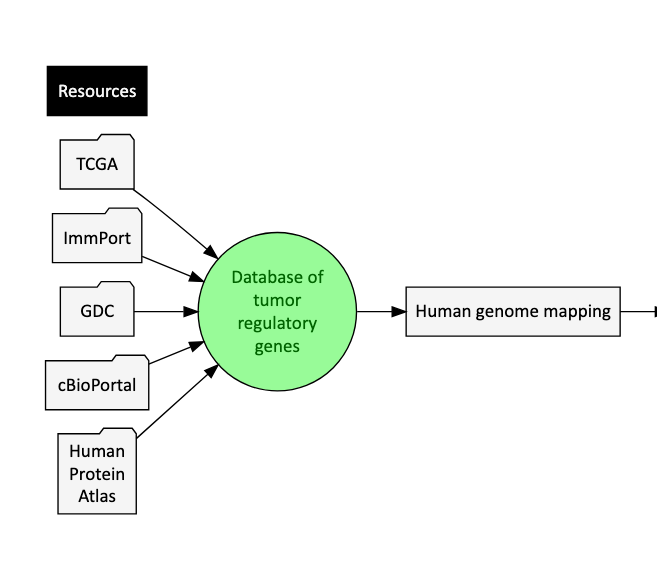 Resources
TCGA
ImmPort
GDC
cBioPortal
Human
Protein
Atlas
Database of
tumor
regulatory
genes
Human genome mapping